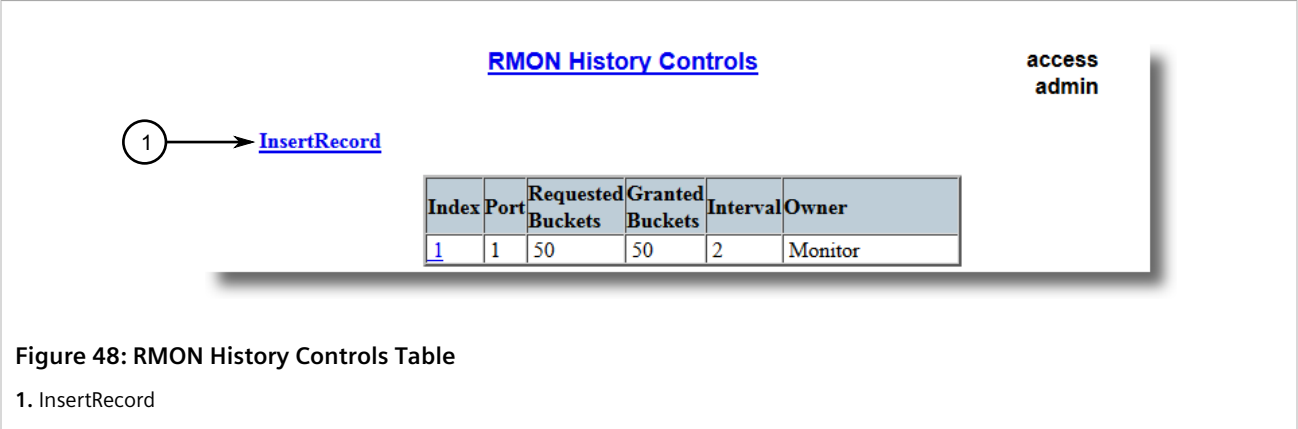 RMON History Controls
access
admin
1
InsertRecord
Index Port Requested Buckets Granted Buckets Interval Owner
1 1 50 50 2 Monitor
Figure 48: RMON History Controls Table
1. InsertRecord